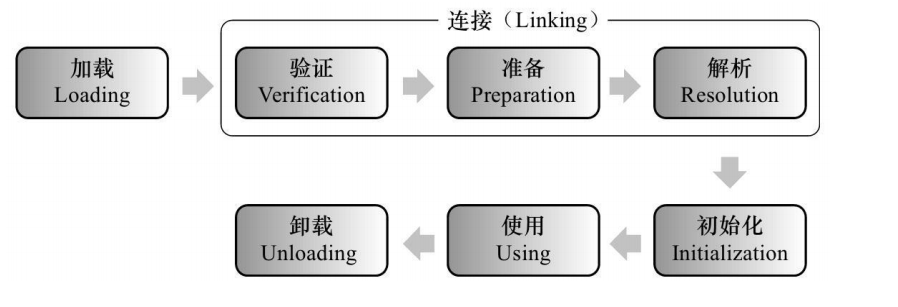 连接（Linking）
加载
Loading
验证
Verification
准备
Preparation
解析
Resolution
初始化
Initialization
使用
Using
卸载
Unloading